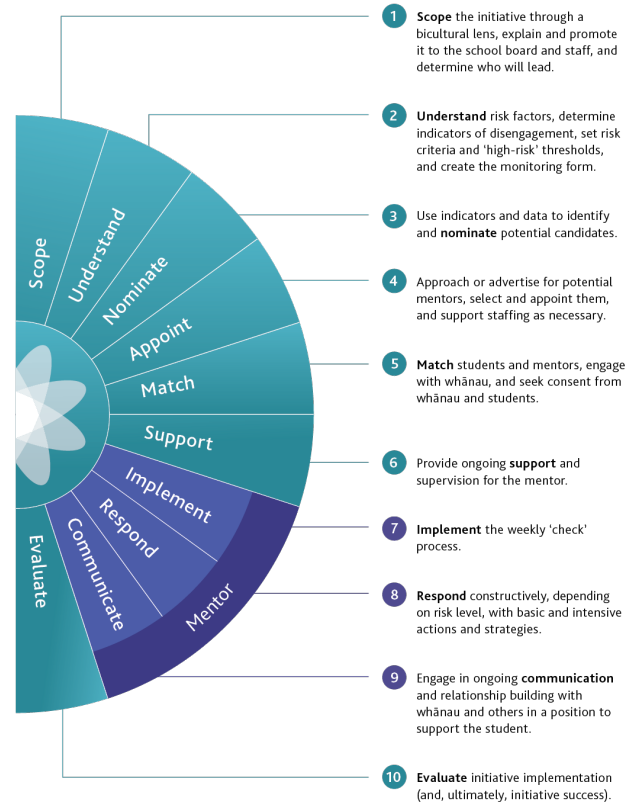 1
Scope the initiative through a
bicultural lens, explain and promote
it to the school board and staff, and
determine who will lead.
2
Understand risk factors, determine
indicators of disengagement, set risk
criteria and ‘high-risk’ thresholds,
and create the monitoring form.
3
Use indicators and data to identify
and nominate potential candidates.
4
Approach or advertise for potential
mentors, select and appoint them,
and support staffing as necessary.
5
Match students and mentors, engage
with whānau, and seek consent from
whānau and students.
6
Provide ongoing support and
supervision for the mentor.
7
Implement the weekly ‘check’
process.
8
Respond constructively, depending
on risk level, with basic and intensive
actions and strategies.
9
Engage in ongoing communication
and relationship building with
whānau and others in a position to
support the student.
10
Evaluate initiative implementation
(and, ultimately, initiative success).
Scope
Understand
Nominate
Appoint
Match
Support
Implement
Respond
Communicate
Mentor
Evaluate